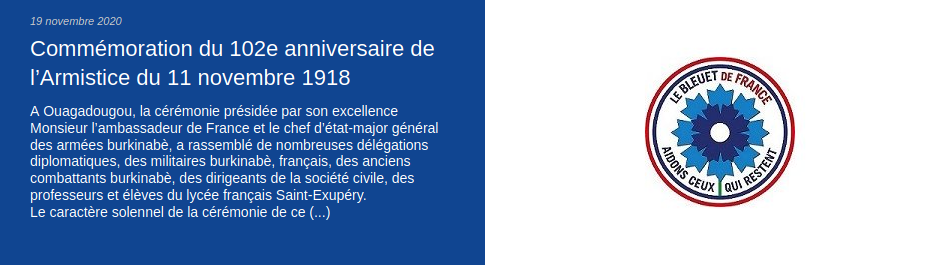 19 novembre 2020
Commémoration du 102e anniversaire de
l’Armistice du 11 novembre 1918
A Ouagadougou, la cérémonie présidée par son excellence
Monsieur l’ambassadeur de France et le chef d’état-major général
des armées burkinabè, a rassemblé de nombreuses délégations
diplomatiques, des militaires burkinabè, français, des anciens
combattants burkinabè, des dirigeants de la société civile, des
professeurs et élèves du lycée français Saint-Exupéry.
Le caractère solennel de la cérémonie de ce (...)
LE BLEUET DE FRANCE
AIDONS CEUX QUI RESTENT